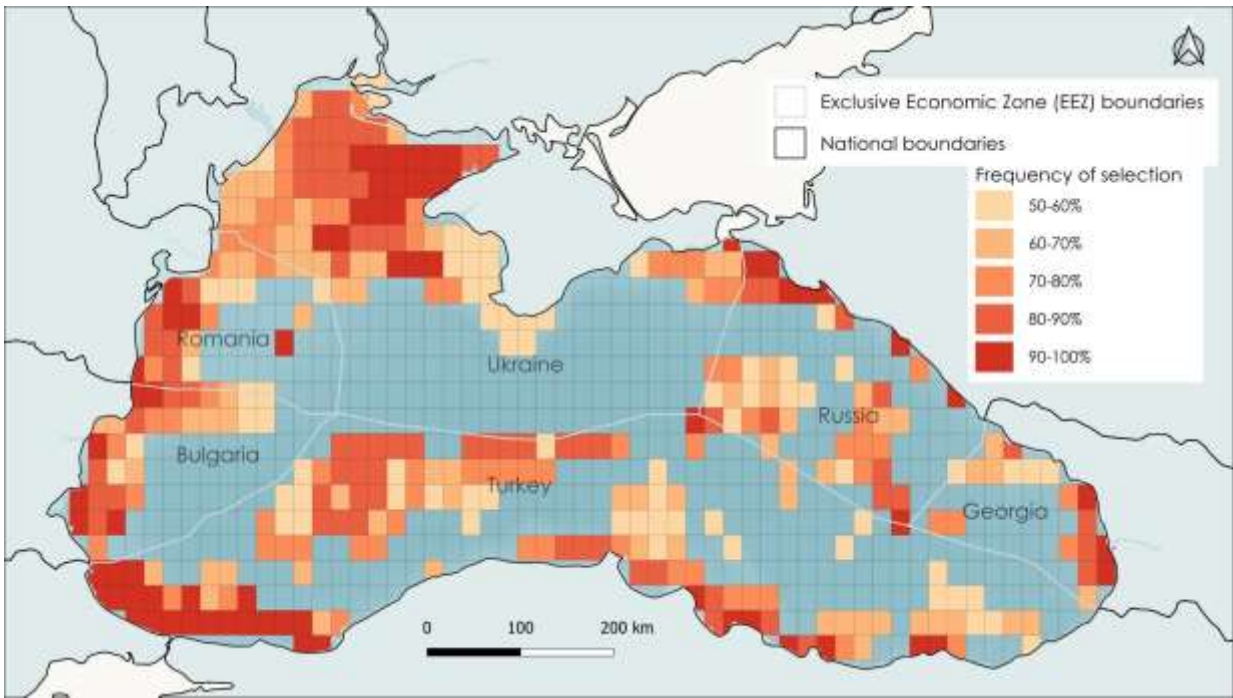 Exclusive Economic Zone (EEZ) boundaries
National boundaries
Frequency of selection
50-60%
60-70%
70-80%
80-90%
90-100%
Romania
Ukraine
Russia
Bulgaria
Turkey
Georgia
0 100 200 km